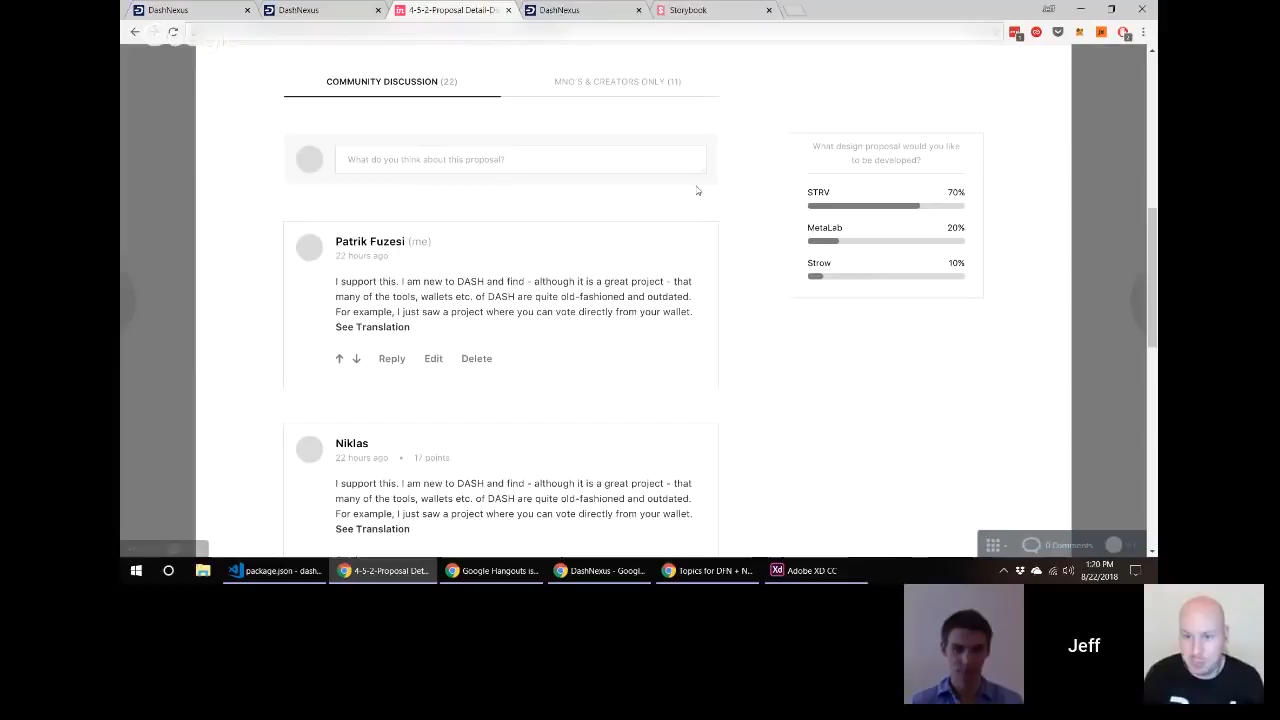 DashNexus
DashNexus
4-5-2-Proposal Detail-Da
DashNexus
Storybook
Jeff
COMMUNITY DISCUSSION (22)
MNO'S & CREATORS ONLY (11)
What do you think about this proposal?
What design proposal would you like
to be developed?
STRV 70%
MetaLab 20%
Strow 10%
Patrik Fuzesi (me)
22 hours ago
I support this. I am new to DASH and find - although it is a great project - that
many of the tools, wallets etc. of DASH are quite old-fashioned and outdated.
For example, I just saw a project where you can vote directly from your wallet.
See Translation
Reply Edit Delete
Niklas
22 hours ago • 17 points
I support this. I am new to DASH and find - although it is a great project - that
many of the tools, wallets etc. of DASH are quite old-fashioned and outdated.
For example, I just saw a project where you can vote directly from your wallet.
See Translation
0 Comments
package.json - dash...
4-5-2-Proposal Det...
Google Hangouts is...
DashNexus - Googl...
Topics for DFN + N...
Xd Adobe XD CC
1:20 PM
8/22/2018
Jeff